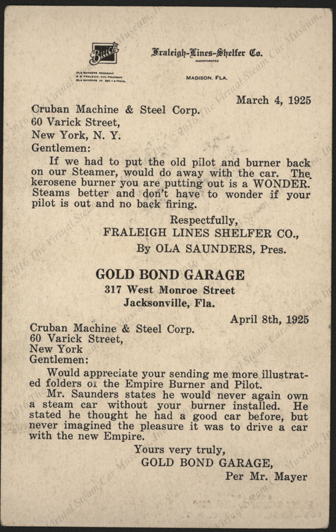 Buick
Fraleigh-Lines-Shelfer Co.
INCORPORATED
OLA SAUNDERS, PRESIDENT
MADISON, FLA.
March 4, 1925
Cruban Machine & Steel Corp.
60 Varick Street,
New York, N. Y.
Gentlemen:
If we had to put the old pilot and burner back
on our Steamer, would do away with the car. The
kerosene burner you are putting out is a WONDER.
Steams better and don't have to wonder if your
pilot is out and no back firing.
Respectfully,
FRALEIGH LINES SHELFER CO.,
By OLA SAUNDERS, Pres.
GOLD BOND GARAGE
317 West Monroe Street
Jacksonville, Fla.
April 8th, 1925
Cruban Machine & Steel Corp.
60 Varick Street,
New York
Gentlemen:
Would appreciate your sending me more illustrat-
ed folders of the Empire Burner and Pilot.
Mr. Saunders states he would never again own
a steam car without your burner installed. He
stated he thought he had a good car before, but
never imagined the pleasure it was to drive a car
with the new Empire.
Yours very truly,
GOLD BOND GARAGE,
Per Mr. Mayer